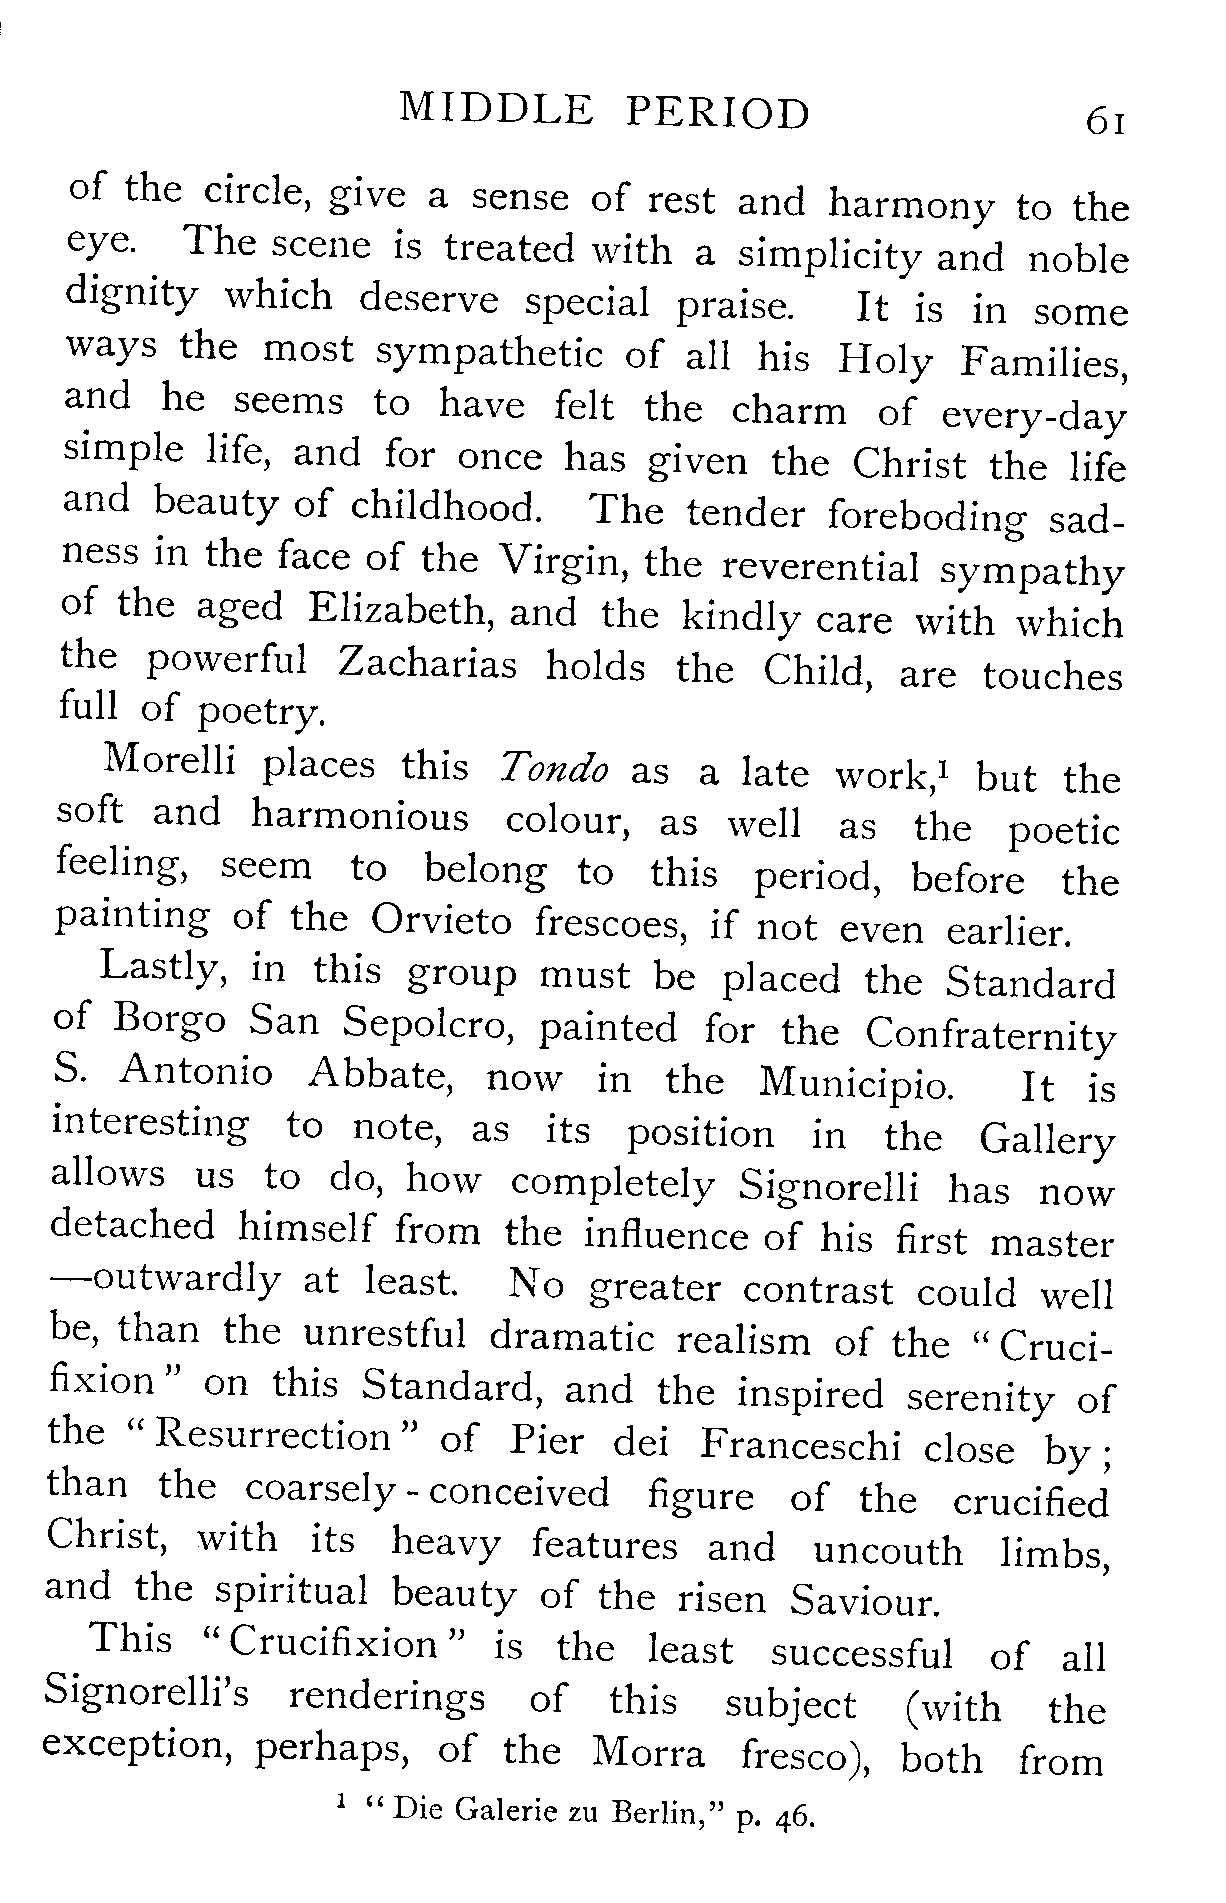 MIDDLE PERIOD 61
of the circle, give a sense of rest and harmony to the
eye. The scene is treated with a simplicity and noble
dignity which deserve special praise. It is in some
ways the most sympathetic of all his Holy Families,
and he seems to have felt the charm of every-day
simple life, and for once has given the Christ the life
and beauty of childhood. The tender foreboding sad-
ness in the face of the Virgin, the reverential sympathy
of the aged Elizabeth, and the kindly care with which
the powerful Zacharias holds the Child, are touches
full of poetry.
Morelli places this Tondo as a late work,¹ but the
soft and harmonious colour, as well as the poetic
feeling, seem to belong to this period, before the
painting of the Orvieto frescoes, if not even earlier.
Lastly, in this group must be placed the Standard
of Borgo San Sepolcro, painted for the Confraternity
S. Antonio Abbate, now in the Municipio. It is
interesting to note, as its position in the Gallery
allows us to do, how completely Signorelli has now
detached himself from the influence of his first master
—outwardly at least. No greater contrast could well
be, than the unrestful dramatic realism of the “Cruci-
fixion” on this Standard, and the inspired serenity of
the “Resurrection” of Pier dei Franceschi close by;
than the coarsely-conceived figure of the crucified
Christ, with its heavy features and uncouth limbs,
and the spiritual beauty of the risen Saviour.
This “Crucifixion” is the least successful of all
Signorelli's renderings of this subject (with the
exception, perhaps, of the Morra fresco), both from
¹ “Die Galerie zu Berlin,” p. 46.